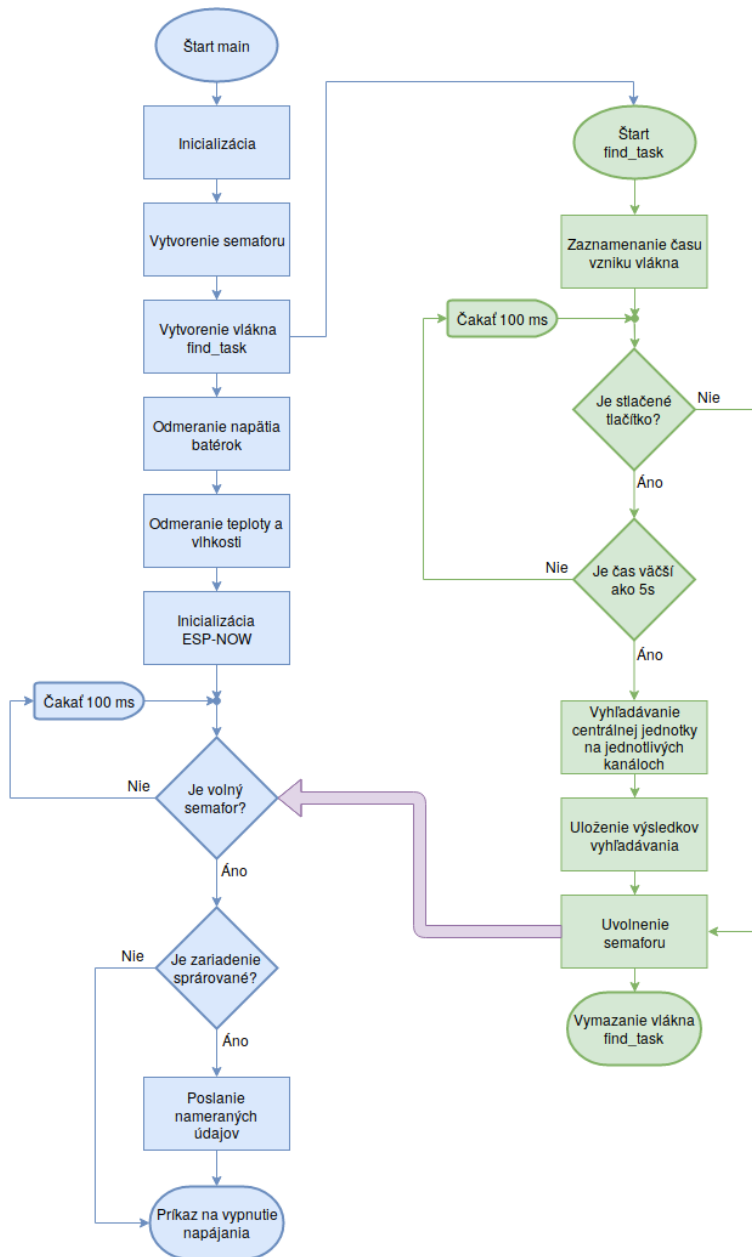 Štart main
Inicializácia
Vytvorenie semaforu
Vytvorenie vlákna
find_task
Odmeranie napätia
batérok
Odmeranie teploty a
vlhkosti
Inicializácia
ESP-NOW
Čakať 100 ms
Je volný
semafor?
Nie
Áno
Je zariadenie
sprárované?
Nie
Áno
Poslanie
nameraných
údajov
Príkaz na vypnutie
napájania
Štart
find_task
Zaznamenanie času
vzniku vlákna
Čakať 100 ms
Je stlačené
tlačítko?
Nie
Áno
Je čas väčší
ako 5s
Nie
Áno
Vyhľadávanie
centrálnej jednotky
na jednotlivých
kanáloch
Uloženie výsledkov
vyhľadávania
Uvolnenie
semaforu
Vymazanie vlákna
find_task